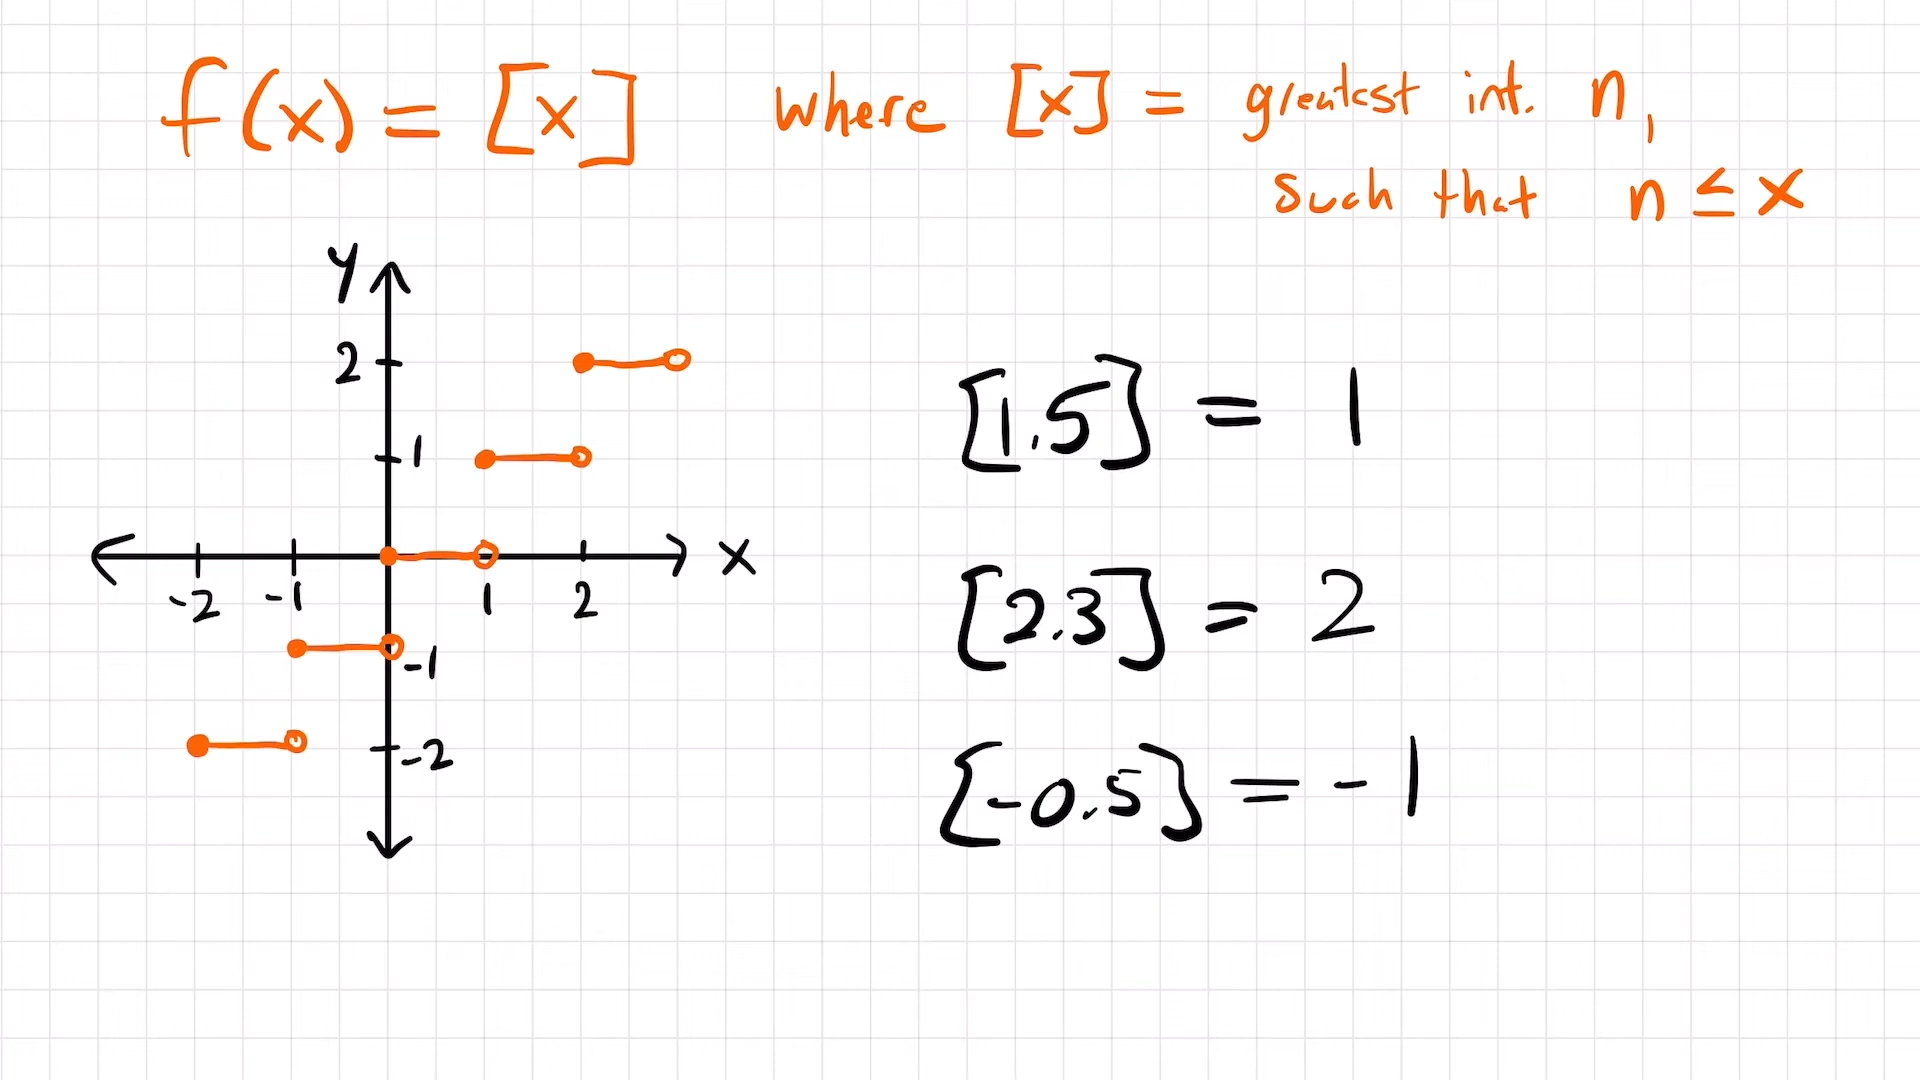 f(x) = [x] where [x] = greatest int. n,
such that n ≤ x
y
2
1
x
-2 -1 1 2
-1
-2
[1.5] = 1
[2.3] = 2
[-0.5] = -1